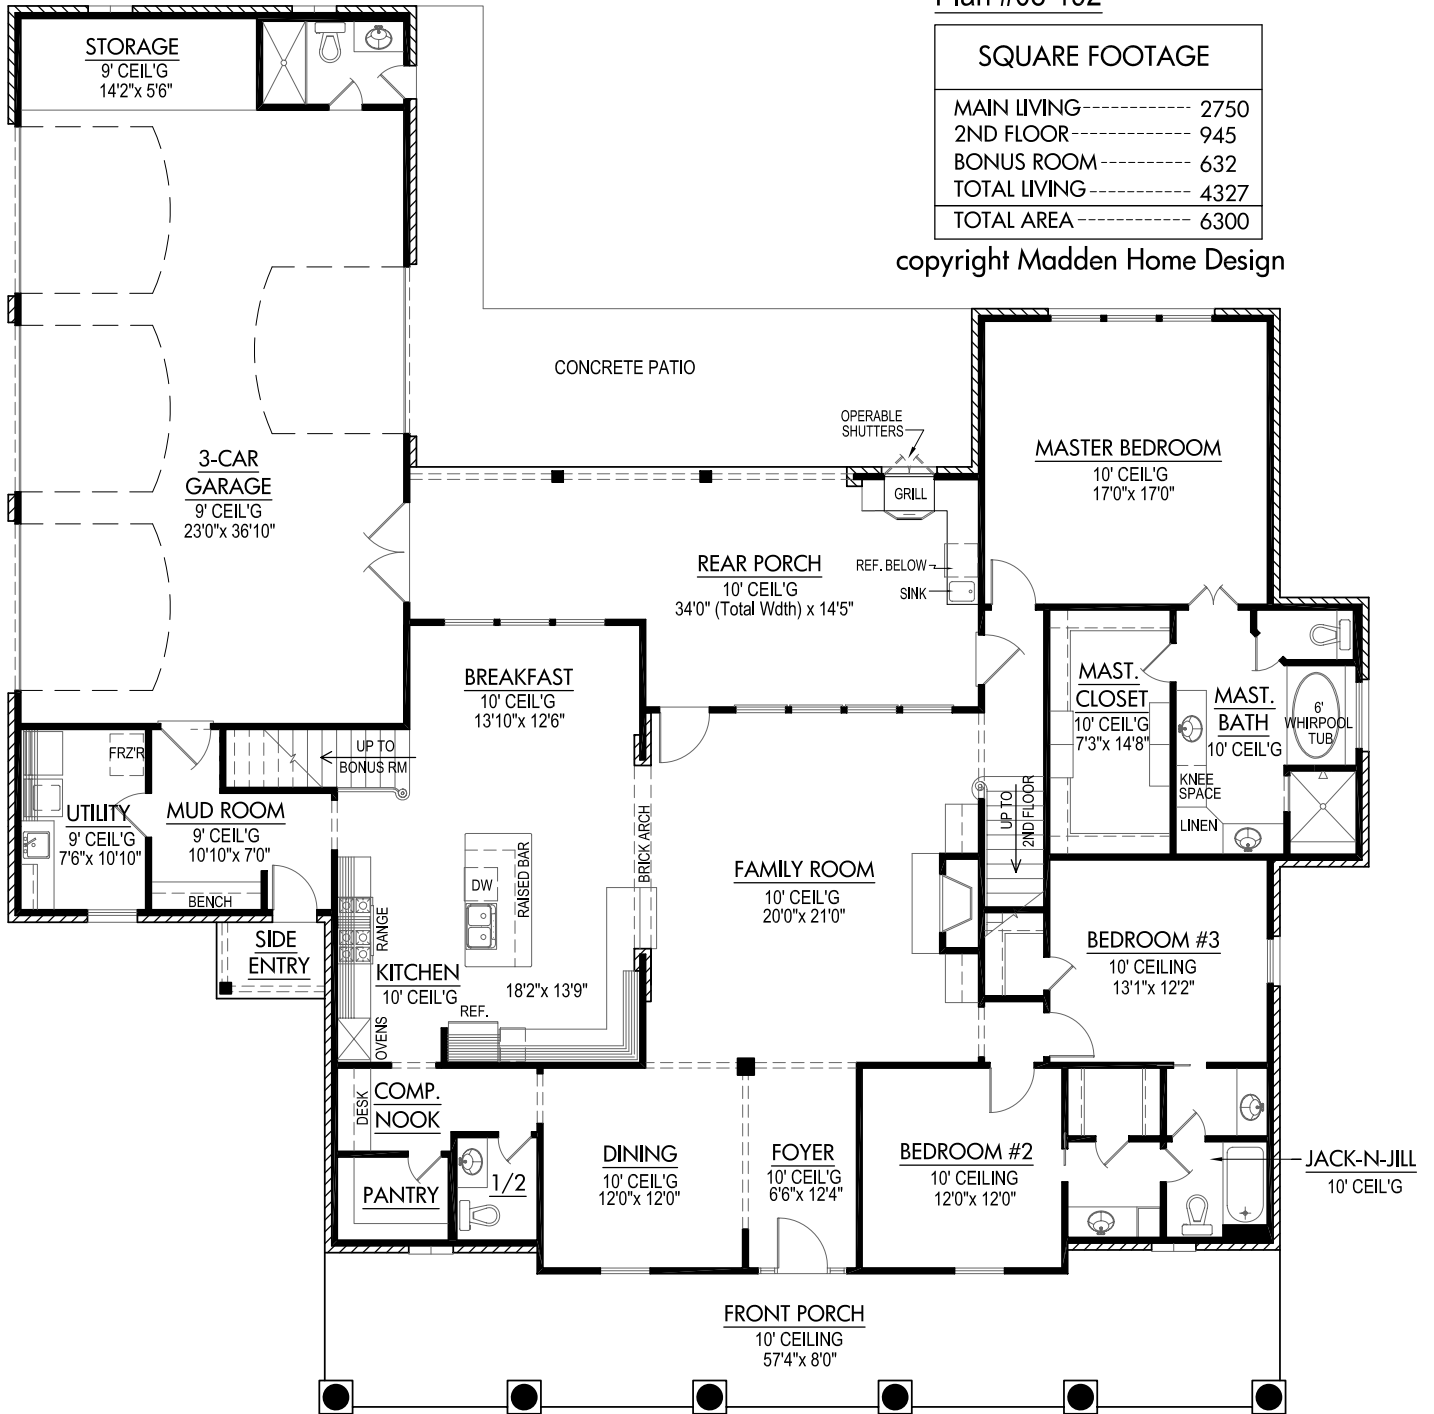 SQUARE FOOTAGE
MAIN LIVING----------- 2750
2ND FLOOR------------ 945
BONUS ROOM--------- 632
TOTAL LIVING---------- 4327
TOTAL AREA----------- 6300
copyright Madden Home Design
STORAGE
9' CEIL'G
14'2"x 5'6"
CONCRETE PATIO
OPERABLE
SHUTTERS
GRILL
3-CAR
GARAGE
9' CEIL'G
23'0"x 36'10"
MASTER BEDROOM
10' CEIL'G
17'0"x 17'0"
REAR PORCH
10' CEIL'G
34'0" (Total Wdth) x 14'5"
REF. BELOW
SINK
BREAKFAST
10' CEIL'G
13'10"x 12'6"
MAST.
CLOSET
10' CEIL'G
7'3"x 14'8"
MAST.
BATH
10' CEIL'G
6'
WHIRPOOL
TUB
KNEE
SPACE
LINEN
FRZ'R
UP TO
BONUS RM
UTILITY
9' CEIL'G
7'6"x 10'10"
MUD ROOM
9' CEIL'G
10'10"x 7'0"
BENCH
SIDE
ENTRY
UP TO
2ND FLOOR
BRICK ARCH
RAISED BAR
DW
RANGE
FAMILY ROOM
10' CEIL'G
20'0"x 21'0"
BEDROOM #3
10' CEILING
13'1"x 12'2"
KITCHEN
10' CEIL'G
18'2"x 13'9"
REF.
OVENS
COMP.
NOOK
DESK
PANTRY
1/2
DINING
10' CEIL'G
12'0"x 12'0"
FOYER
10' CEIL'G
6'6"x 12'4"
BEDROOM #2
10' CEILING
12'0"x 12'0"
JACK-N-JILL
10' CEIL'G
FRONT PORCH
10' CEILING
57'4"x 8'0"